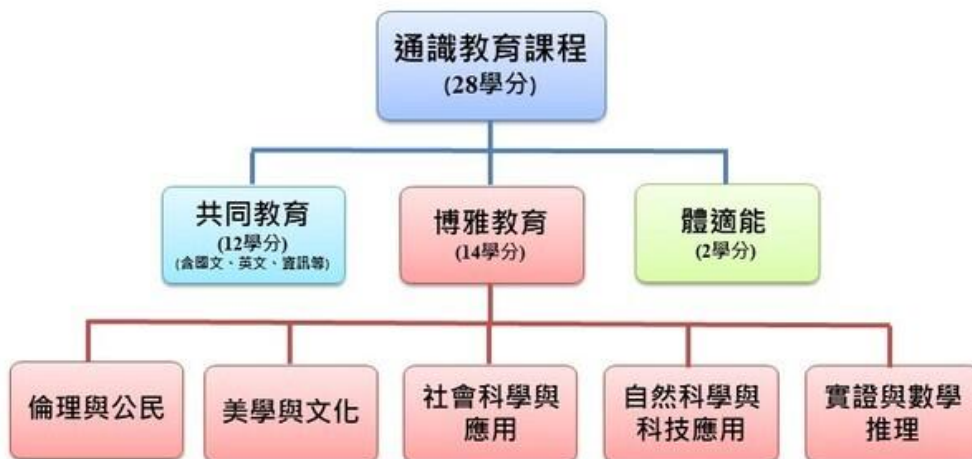 通識教育課程
(28學分)
共同教育
(12學分)
(含國文、英文、資訊等)
博雅教育
(14學分)
體適能
(2學分)
倫理與公民
美學與文化
社會科學與
應用
自然科學與
科技應用
實證與數學
推理